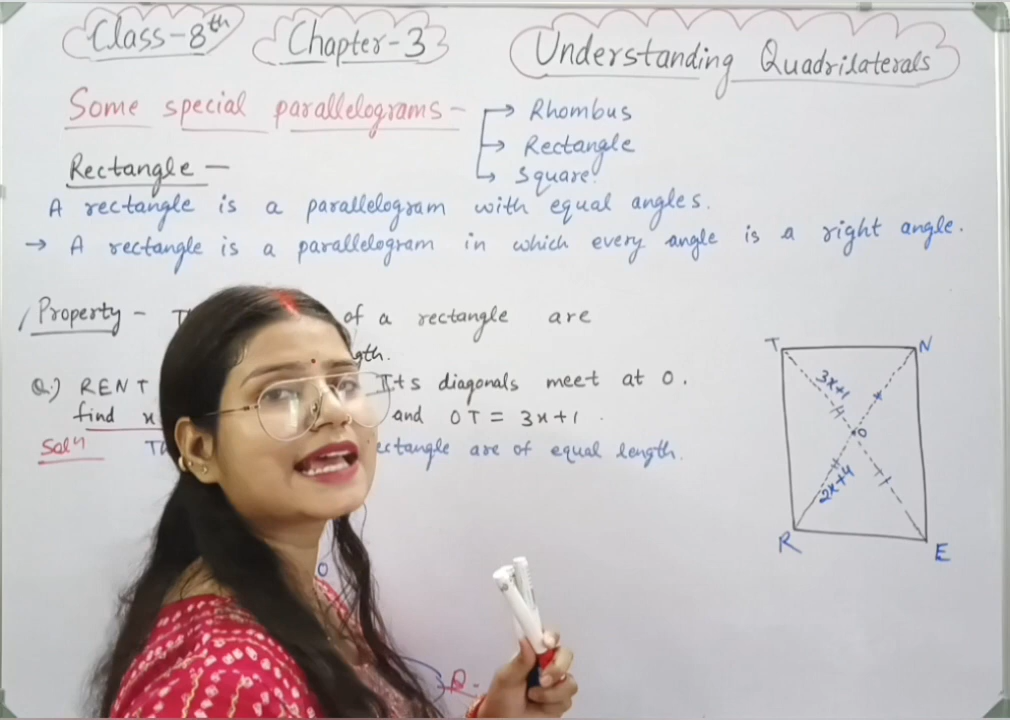 Class-8th Chapter-3 Understanding Quadrilaterals
Some special parallelograms-
Rhombus
Rectangle
Square.
Rectangle —
A rectangle is a parallelogram with equal angles.
→ A rectangle is a parallelogram in which every angle is a right angle.
Property - of a rectangle are
Q.) RENT Its diagonals meet at O.
find x and OT = 3x+1.
Soln are of equal length.
T N
3x+1
O
2x+4
R E